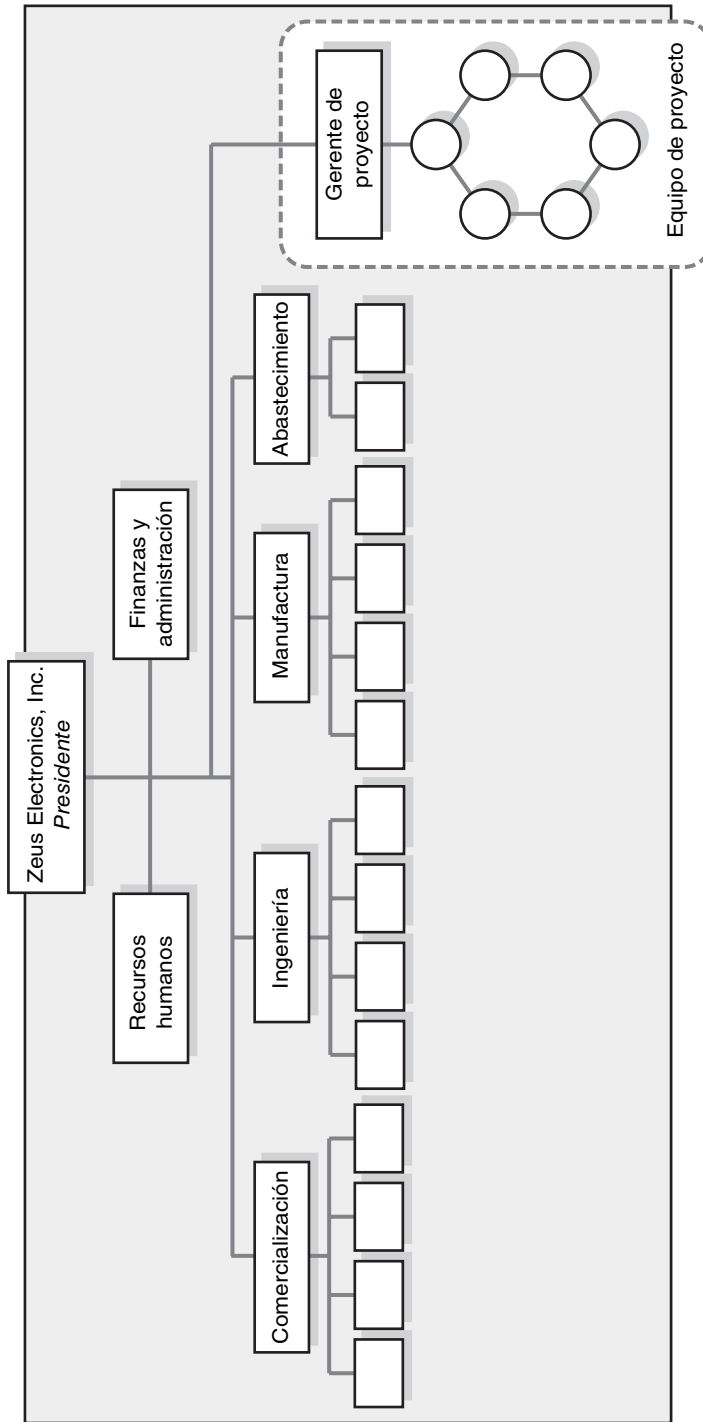 Zeus Electronics, Inc.
Presidente
Recursos
humanos
Finanzas y
administración
Comercialización
Ingeniería
Manufactura
Abastecimiento
Gerente de
proyecto
Equipo de proyecto